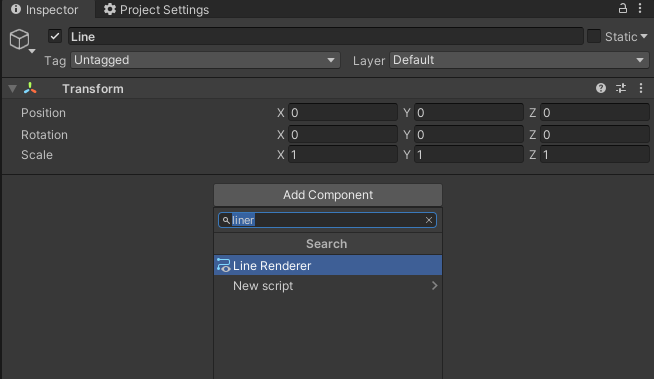 Inspector Project Settings
Line Static
Tag Untagged Layer Default
Transform
Position X 0 Y 0 Z 0
Rotation X 0 Y 0 Z 0
Scale X 1 Y 1 Z 1
Add Component
liner
Search
Line Renderer
New script